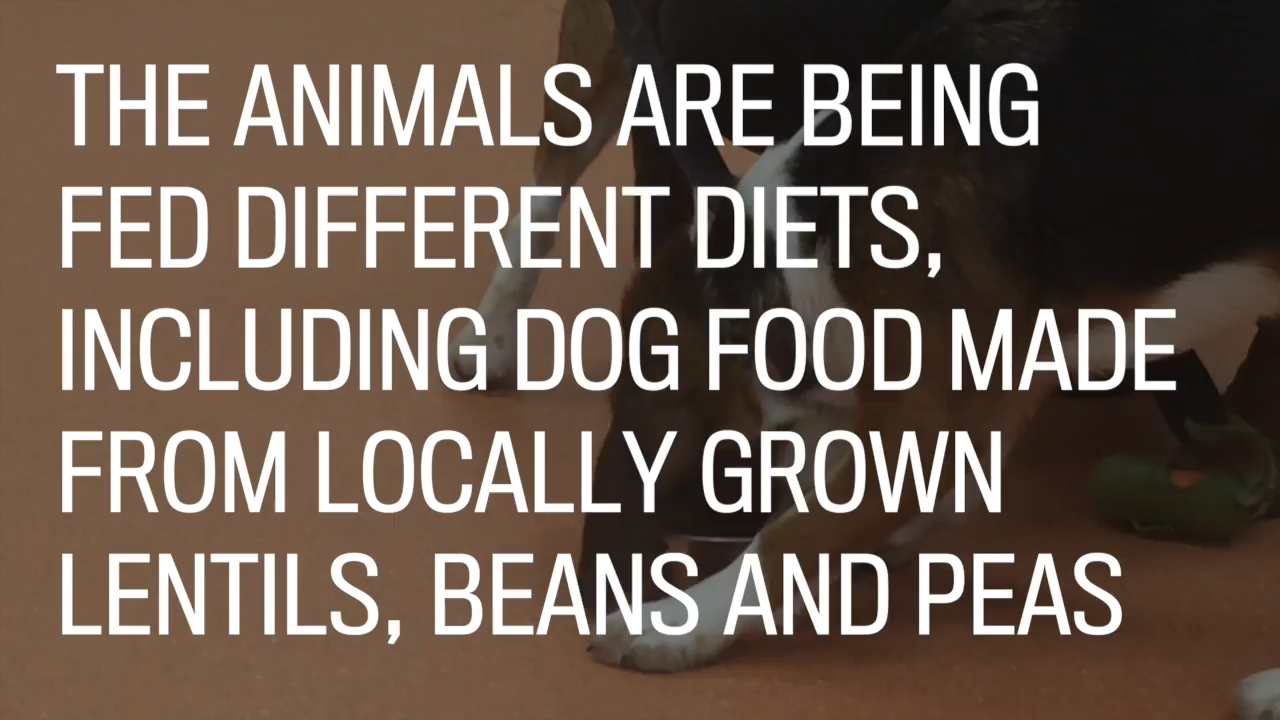 THE ANIMALS ARE BEING
FED DIFFERENT DIETS,
INCLUDING DOG FOOD MADE
FROM LOCALLY GROWN
LENTILS, BEANS AND PEAS